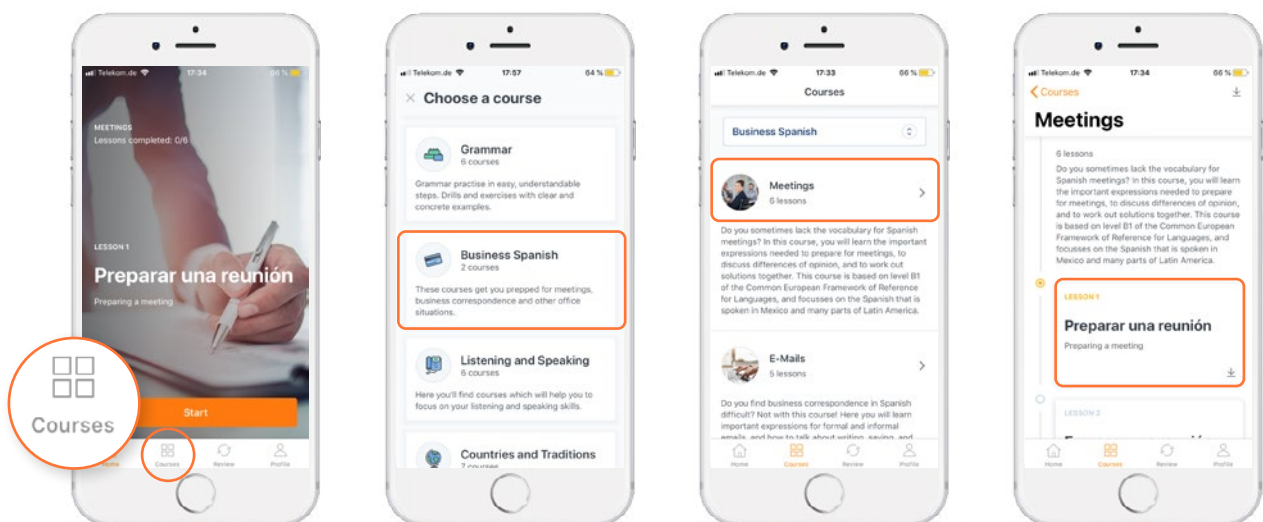 Telekom.de 17:34 66 %
MEETINGS
Lessons completed: 0/6
LESSON 1
Preparar una reunión
Preparing a meeting
Start
Home Courses Review Profile
Courses
Telekom.de 17:57 64 %
Choose a course
Grammar
6 courses
Grammar practise in easy, understandable
steps. Drills and exercises with clear and
concrete examples.
Business Spanish
2 courses
These courses get you prepped for meetings,
business correspondence and other office
situations.
Listening and Speaking
6 courses
Here you'll find courses which will help you to
focus on your listening and speaking skills.
Countries and Traditions
7 courses
Telekom.de 17:33 66 %
Courses
Business Spanish
Meetings
6 lessons
Do you sometimes lack the vocabulary for Spanish
meetings? In this course, you will learn the important
expressions needed to prepare for meetings, to
discuss differences of opinion, and to work out
solutions together. This course is based on level B1
of the Common European Framework of Reference
for Languages, and focusses on the Spanish that is
spoken in Mexico and many parts of Latin America.
E-Mails
5 lessons
Do you find business correspondence in Spanish
difficult? Not with this course! Here you will learn
important expressions for formal and informal
emails, and how to talk about writing, saving, and
Home Courses Review Profile
Telekom.de 17:34 66 %
Courses
Meetings
6 lessons
Do you sometimes lack the vocabulary for
Spanish meetings? In this course, you will learn
the important expressions needed to prepare
for meetings, to discuss differences of opinion,
and to work out solutions together. This course
is based on level B1 of the Common European
Framework of Reference for Languages, and
focusses on the Spanish that is spoken in
Mexico and many parts of Latin America.
LESSON 1
Preparar una reunión
Preparing a meeting
LESSON 2
Home Courses Review Profile